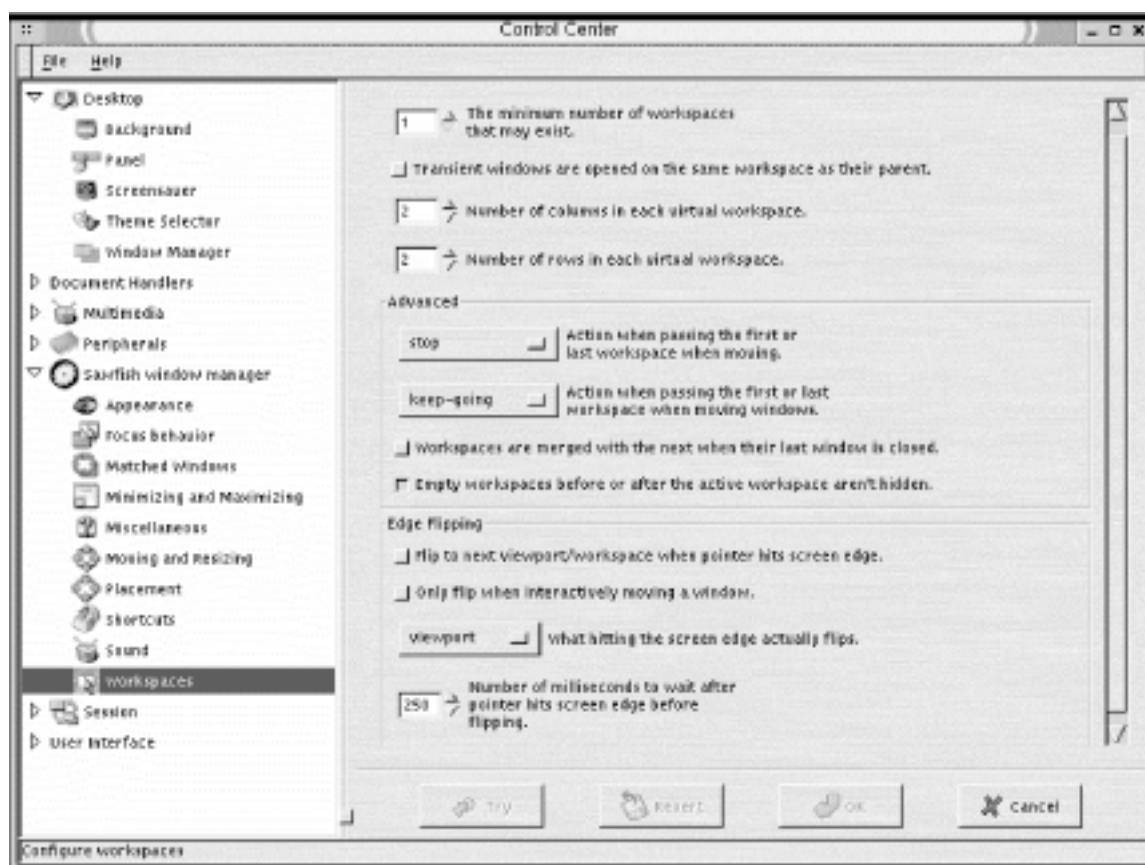 Control Center
File Help
Desktop
Background
Panel
Screensaver
Theme Selector
Window Manager
Document Handlers
Multimedia
Peripherals
Sawfish window manager
Appearance
Focus behavior
Matched Windows
Minimizing and Maximizing
Miscellaneous
Moving and Resizing
Placement
Shortcuts
Sound
Workspaces
Session
User Interface
1 The minimum number of workspaces
that may exist.
Transient windows are opened on the same workspace as their parent.
2 Number of columns in each virtual workspace.
2 Number of rows in each virtual workspace.
Advanced
stop
Action when passing the first or
last workspace when moving.
keep-going
Action when passing the first or last
workspace when moving windows.
Workspaces are merged with the next when their last window is closed.
Empty workspaces before or after the active workspace aren't hidden.
Edge Flipping
Flip to next viewport/workspace when pointer hits screen edge.
Only flip when interactively moving a window.
viewport What hitting the screen edge actually flips.
250
Number of milliseconds to wait after
pointer hits screen edge before
flipping.
Try Revert OK Cancel
Configure workspaces